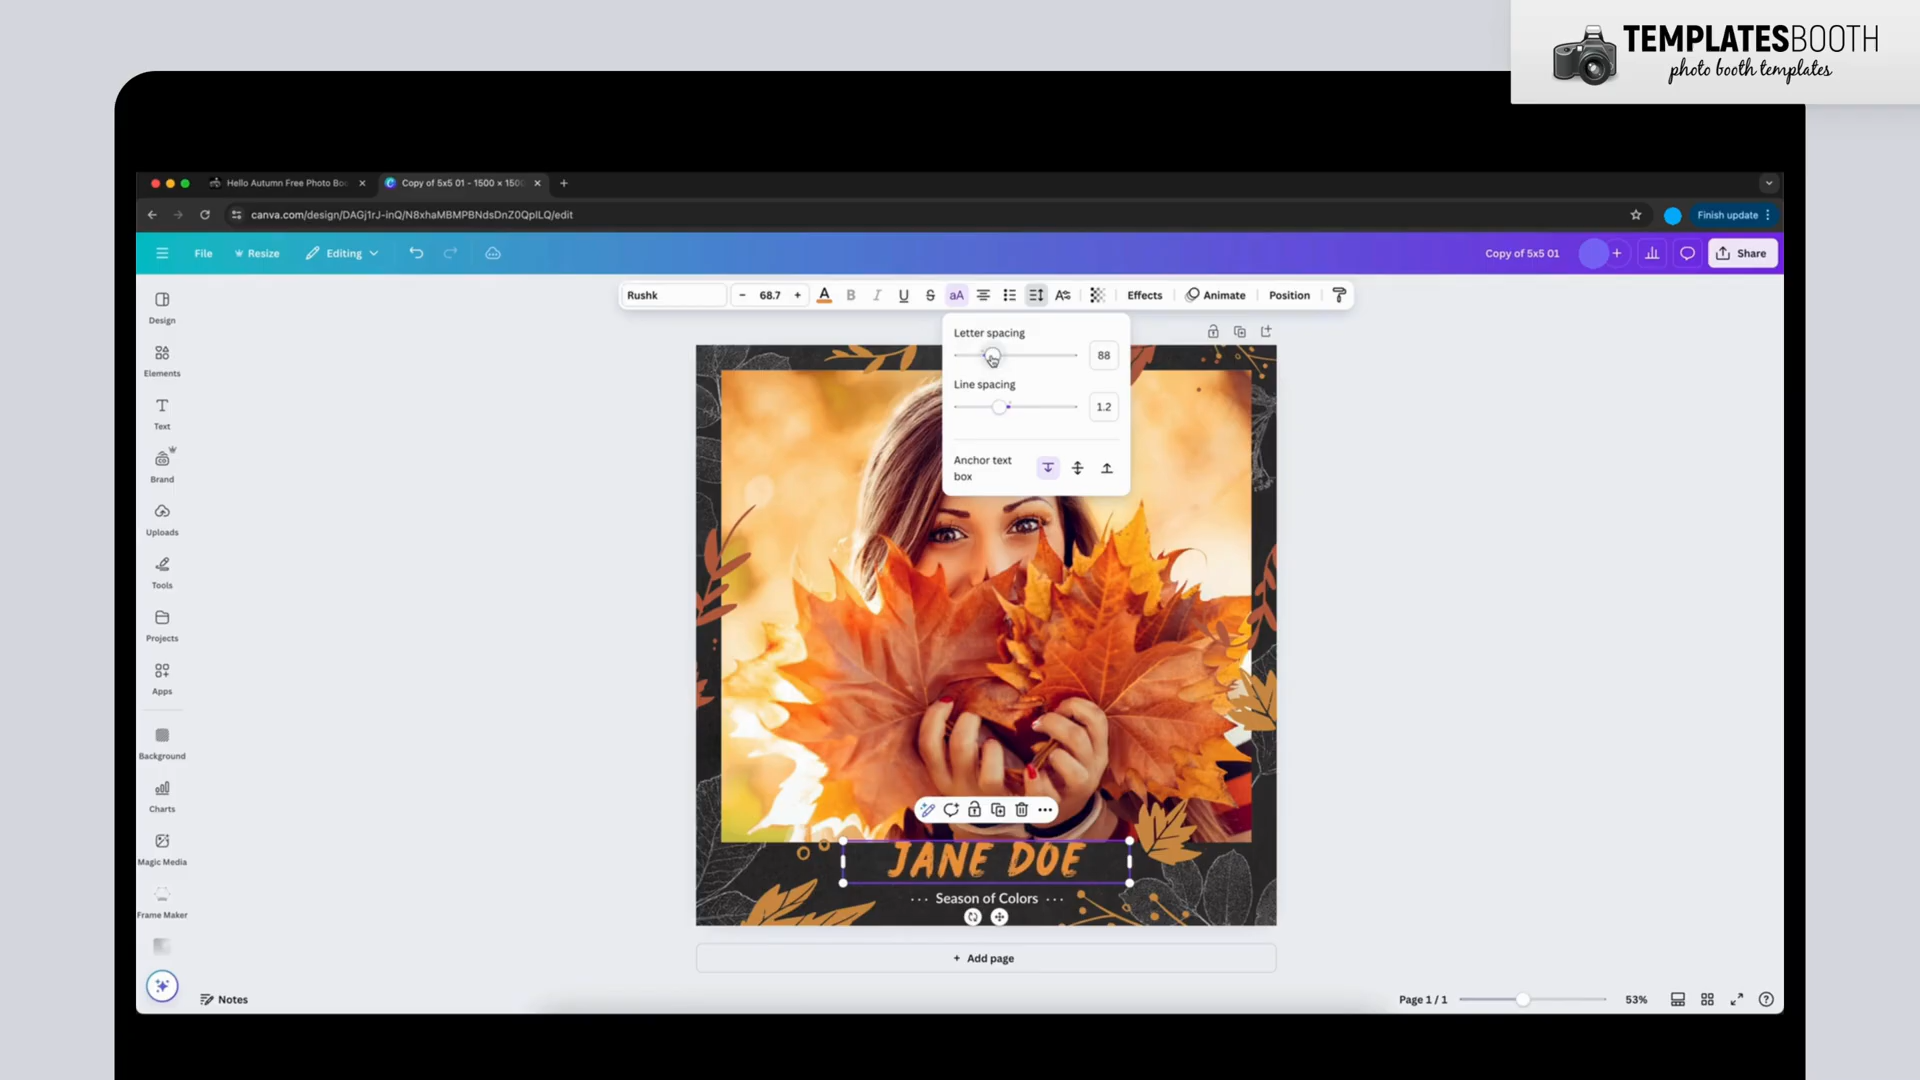 TEMPLATESBOOTH
photo booth templates
Hello Autumn Free Photo Boo
Copy of 5x5 01 - 1500 × 150
canva.com/design/DAGj1rJ-inQ/N8xhaMBMPBNdsDnZ0QpILQ/edit
Finish update
File
Resize
Editing
Copy of 5x5 01
Share
Rushk
68.7
Effects
Animate
Position
Design
Elements
Text
Brand
Uploads
Tools
Projects
Apps
Background
Charts
Magic Media
Frame Maker
Letter spacing
88
Line spacing
1.2
Anchor text
box
JANE DOE
Season of Colors
+ Add page
Notes
Page 1 / 1
53%